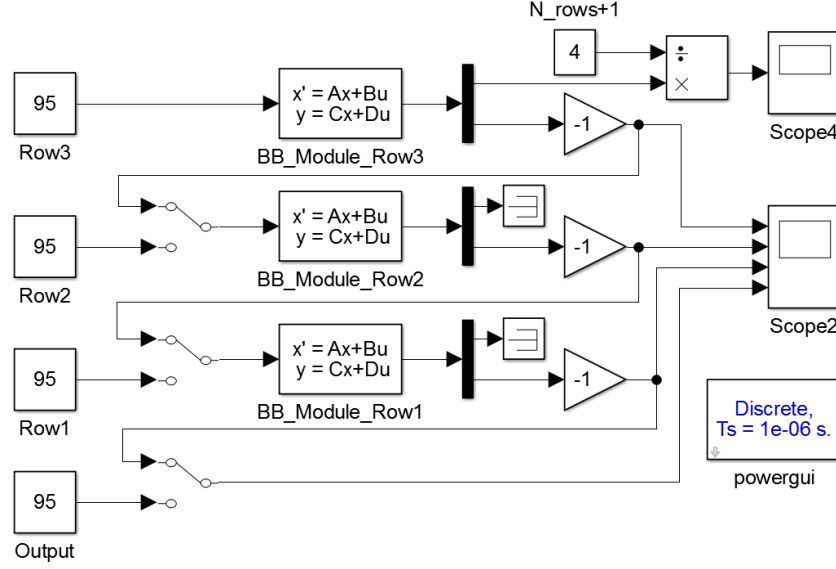 N_rows+1
4
÷
×
Scope4
95
Row3
x' = Ax+Bu
y = Cx+Du
BB_Module_Row3
-1
95
Row2
x' = Ax+Bu
y = Cx+Du
BB_Module_Row2
-1
Scope2
95
Row1
x' = Ax+Bu
y = Cx+Du
BB_Module_Row1
-1
Discrete,
Ts = 1e-06 s.
powergui
95
Output